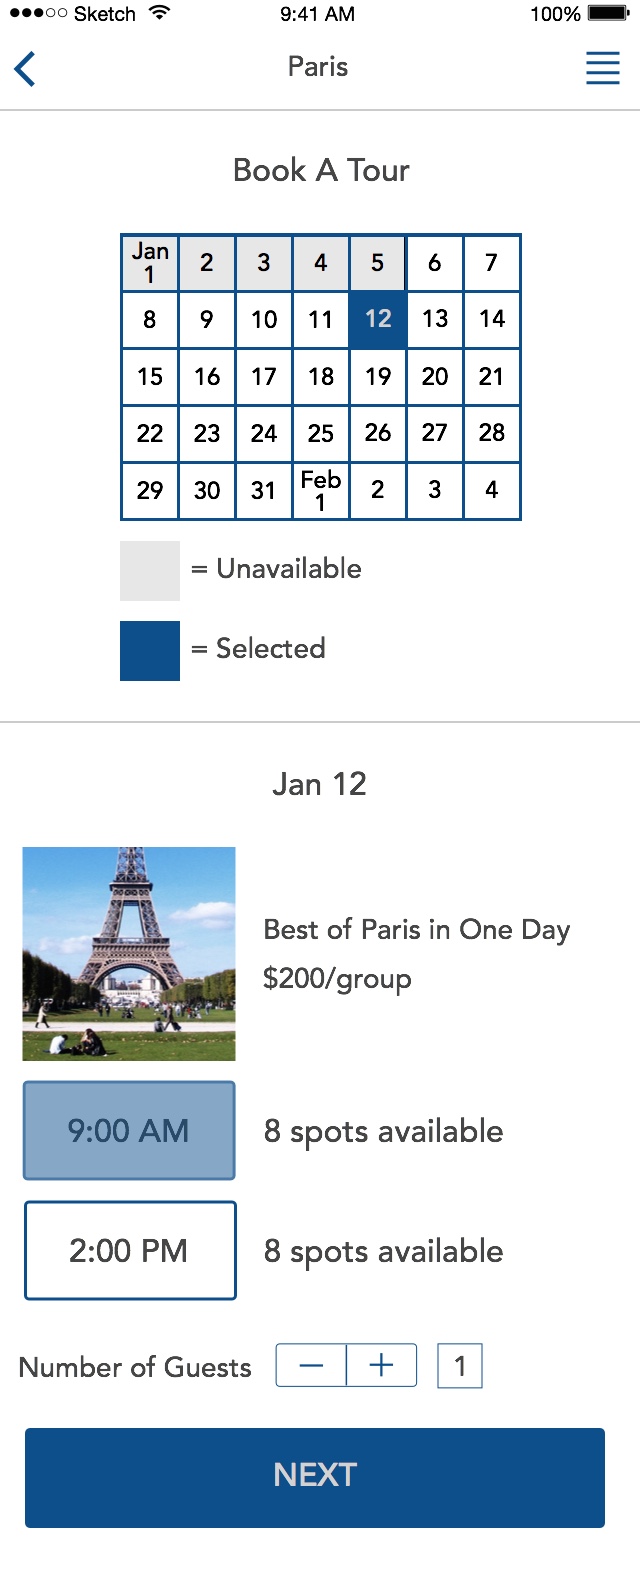 Sketch 9:41 AM 100%
Paris
Book A Tour
Jan 1 2 3 4 5 6 7
8 9 10 11 12 13 14
15 16 17 18 19 20 21
22 23 24 25 26 27 28
29 30 31 Feb 1 2 3 4
= Unavailable
= Selected
Jan 12
Best of Paris in One Day
$200/group
9:00 AM 8 spots available
2:00 PM 8 spots available
Number of Guests − + 1
NEXT